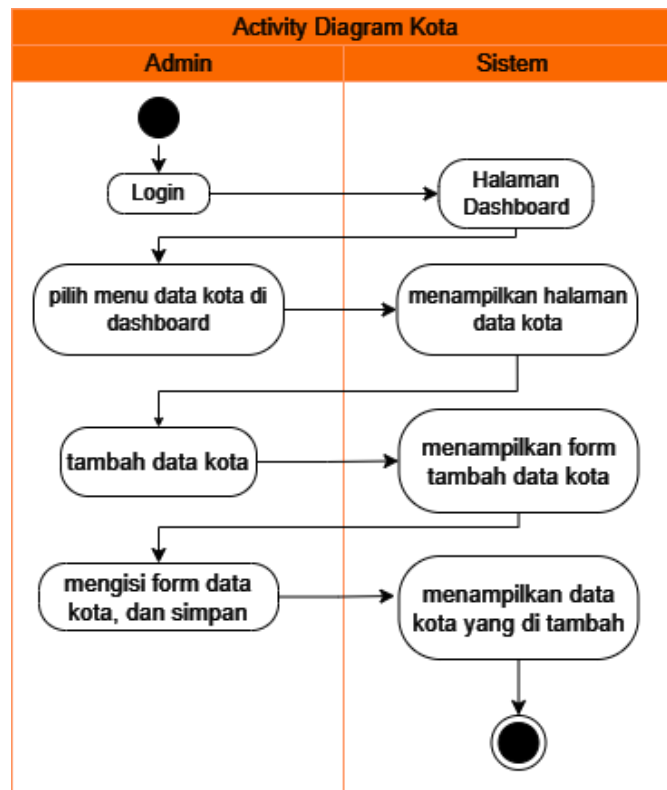 Activity Diagram Kota
Admin
Sistem
Login
Halaman
Dashboard
pilih menu data kota di
dashboard
menampilkan halaman
data kota
tambah data kota
menampilkan form
tambah data kota
mengisi form data
kota, dan simpan
menampilkan data
kota yang di tambah